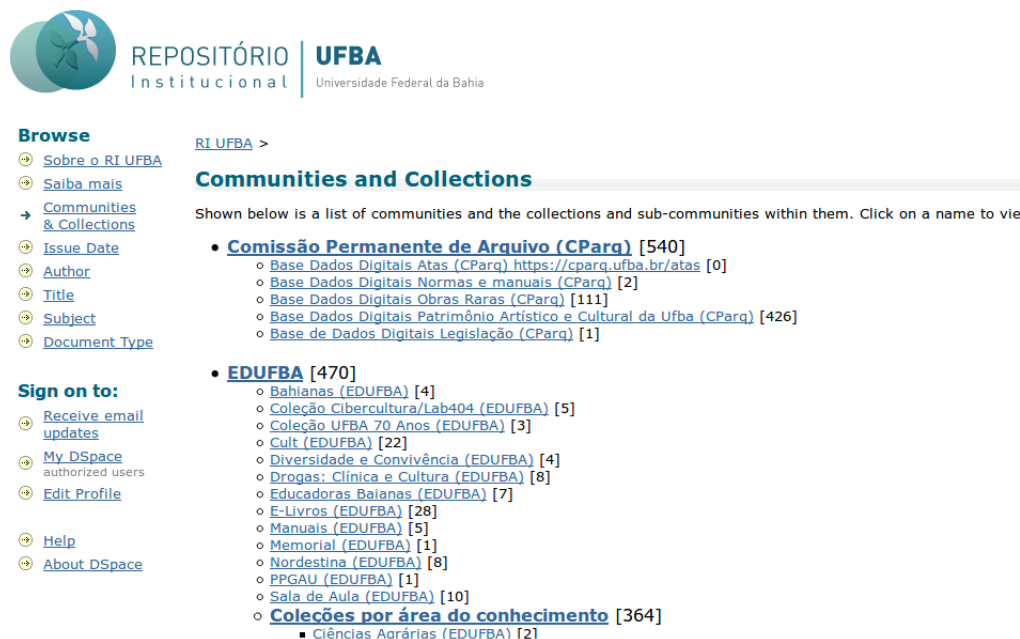 REPOSITÓRIO
Institucional
UFBA
Universidade Federal da Bahia
Browse
Sobre o RI UFBA
Saiba mais
Communities
& Collections
Issue Date
Author
Title
Subject
Document Type
Sign on to:
Receive email
updates
My DSpace
authorized users
Edit Profile
Help
About DSpace
RI UFBA >
Communities and Collections
Shown below is a list of communities and the collections and sub-communities within them. Click on a name to vie
Comissão Permanente de Arquivo (CParq) [540]
Base Dados Digitais Atas (CParq) https://cparq.ufba.br/atas [0]
Base Dados Digitais Normas e manuais (CParq) [2]
Base Dados Digitais Obras Raras (CParq) [111]
Base Dados Digitais Patrimônio Artístico e Cultural da Ufba (CParq) [426]
Base de Dados Digitais Legislação (CParq) [1]
EDUFBA [470]
Bahianas (EDUFBA) [4]
Coleção Cibercultura/Lab404 (EDUFBA) [5]
Coleção UFBA 70 Anos (EDUFBA) [3]
Cult (EDUFBA) [22]
Diversidade e Convivência (EDUFBA) [4]
Drogas: Clínica e Cultura (EDUFBA) [8]
Educadoras Baianas (EDUFBA) [7]
E-Livros (EDUFBA) [28]
Manuais (EDUFBA) [5]
Memorial (EDUFBA) [1]
Nordestina (EDUFBA) [8]
PPGAU (EDUFBA) [1]
Sala de Aula (EDUFBA) [10]
Coleções por área do conhecimento [364]
Ciências Agrárias (EDUFBA) [2]